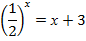 (1/2)^x = x + 3